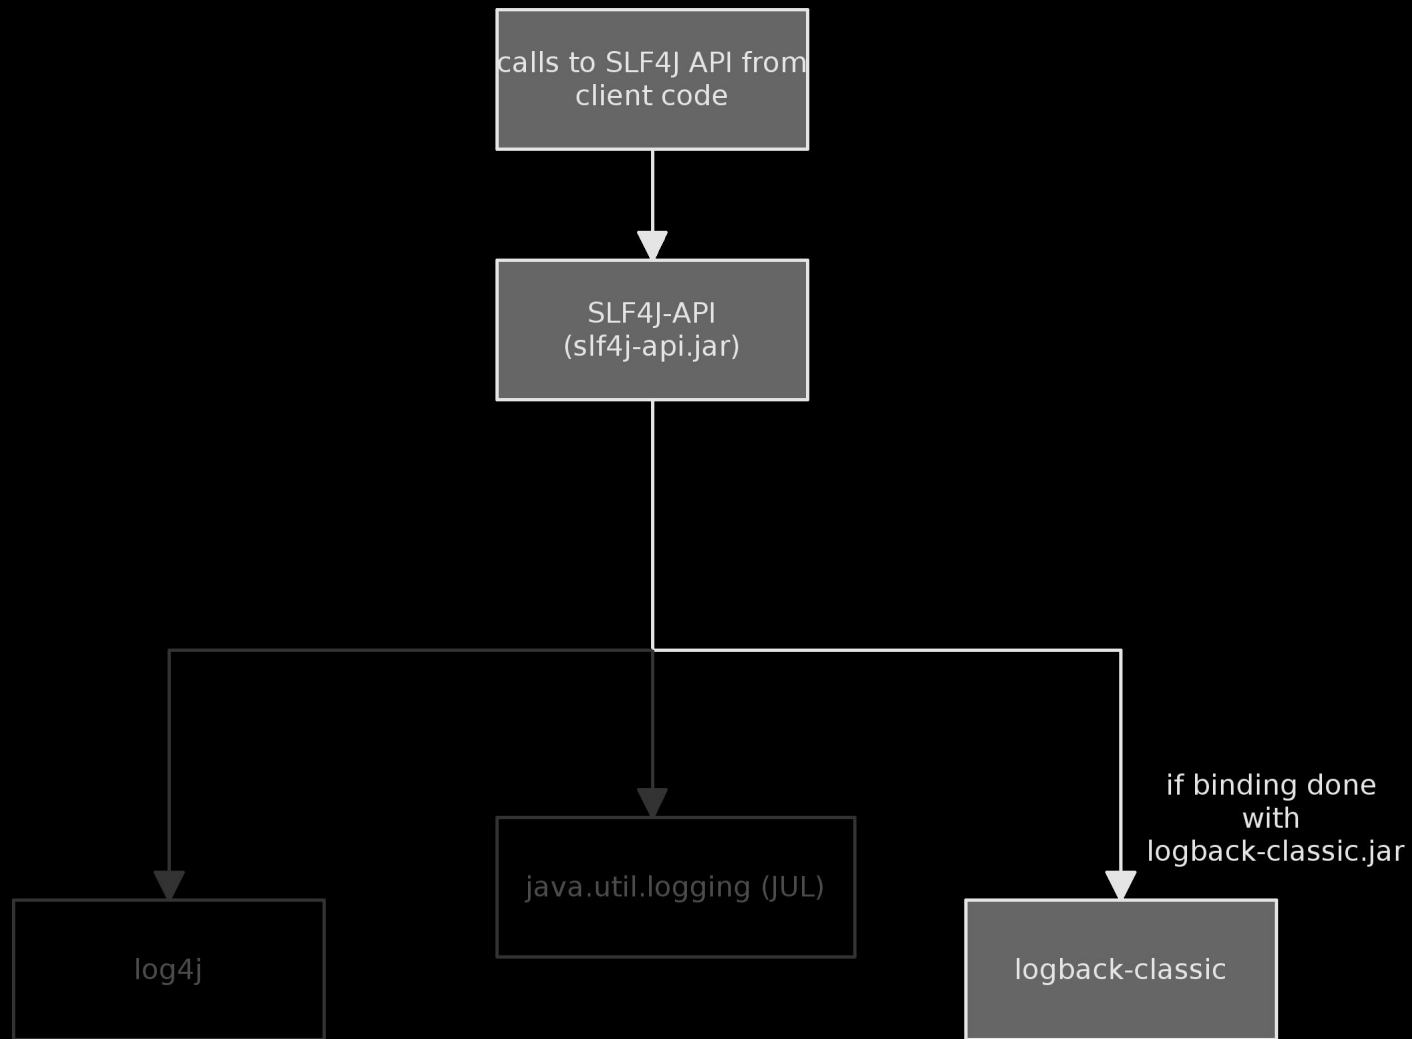 calls to SLF4J API from
client code
SLF4J-API
(slf4j-api.jar)
if binding done
with
logback-classic.jar
java.util.logging (JUL)
log4j
logback-classic